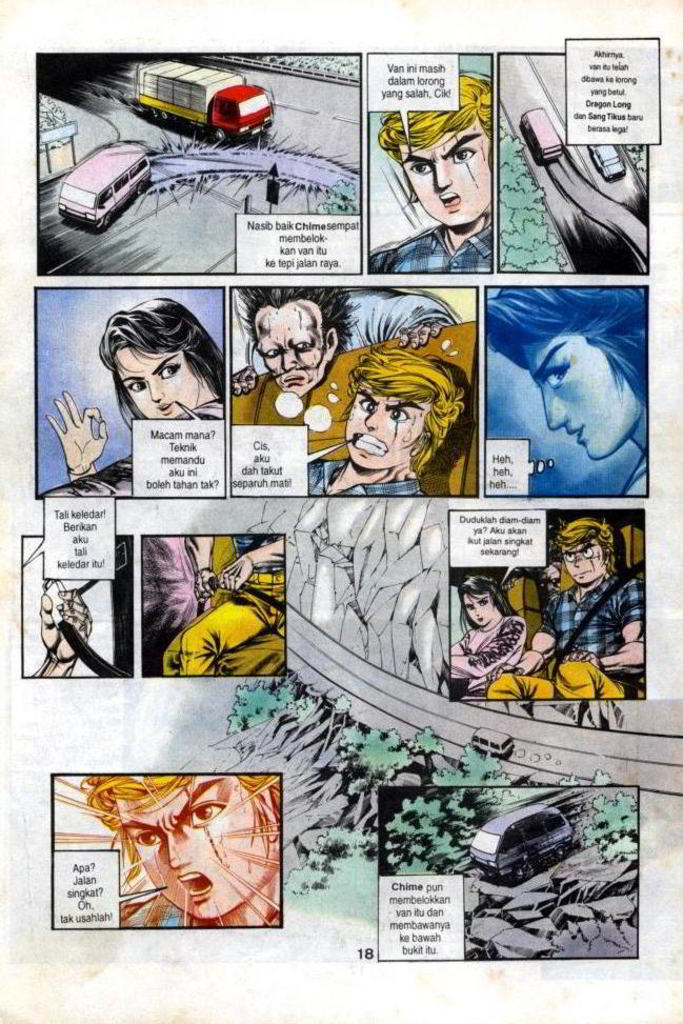 Nasib baik Chime sempat
membelok-
kan van itu
ke tepi jalan raya.
Van ini masih
dalam lorong
yang salah, Cik!
Akhirnya,
van itu telah
dibawa ke lorong
yang betul.
Dragon Long
dan Sang Tikus baru
berasa lega!
Macam mana?
Teknik
memandu
aku ini
boleh tahan tak?
Cis,
aku
dah takut
separuh mati!
Heh,
heh,
heh....
Tali keledar!
Berikan
aku
tali
keledar itu!
Duduklah diam-diam
ya? Aku akan
ikut jalan singkat
sekarang!
Apa?
Jalan
singkat?
Oh,
tak usahlah!
Chime pun
membelokkan
van itu dan
membawanya
ke bawah
bukit itu.
18